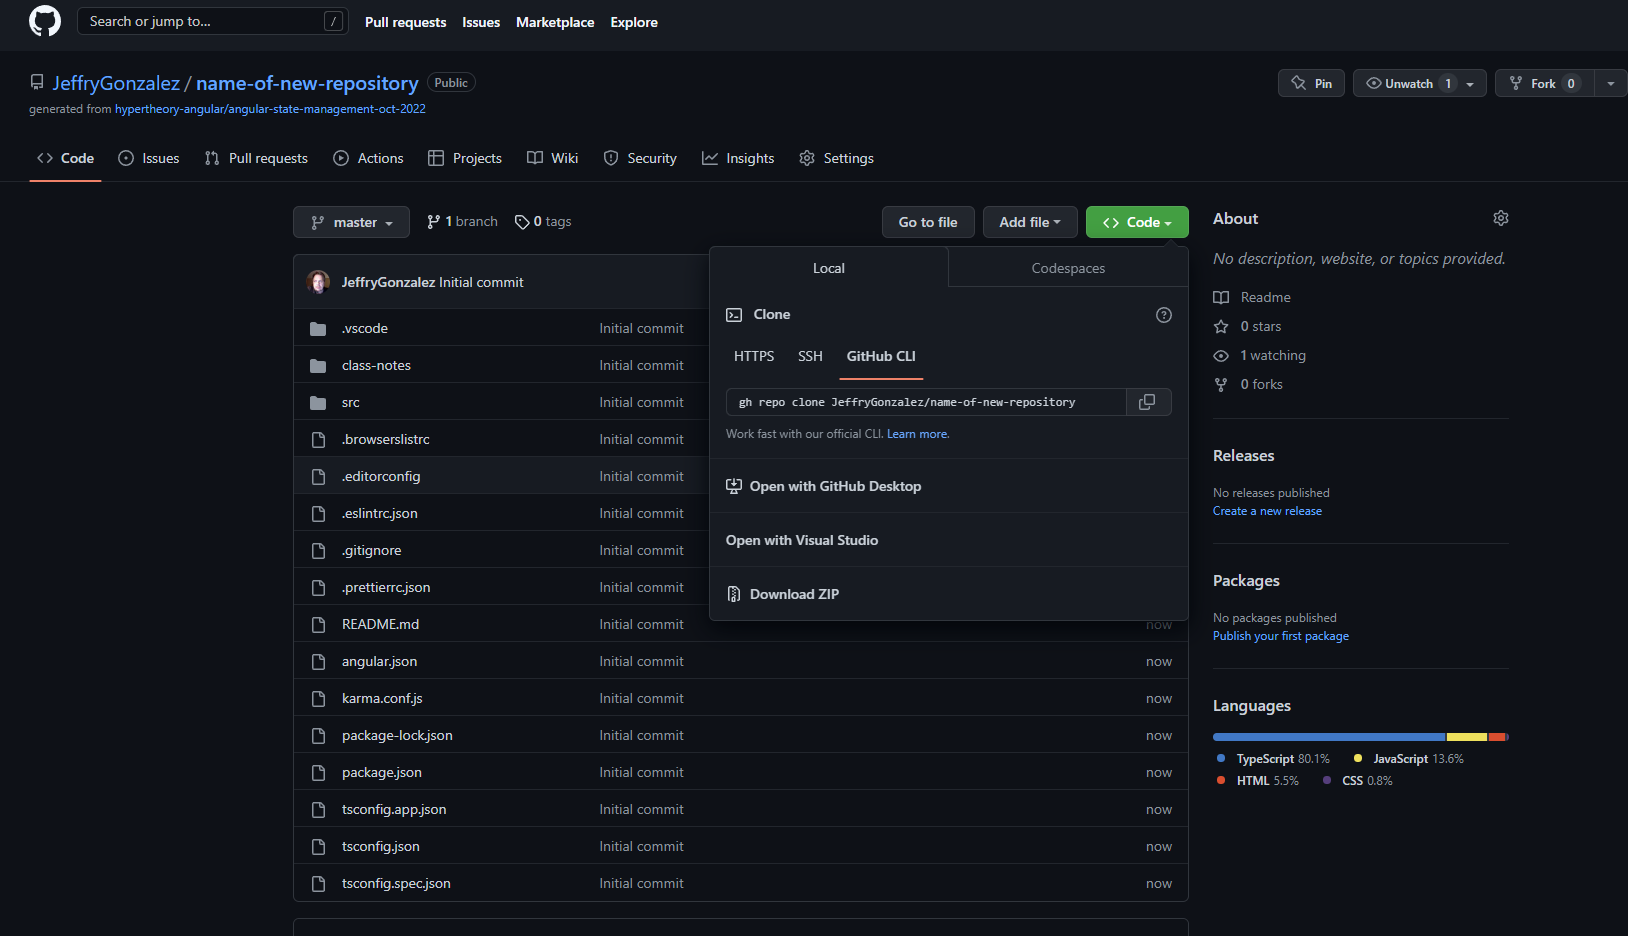 Search or jump to... /
Pull requests Issues Marketplace Explore
JeffryGonzalez / name-of-new-repository Public
Pin Unwatch 1 Fork 0
generated from hypertheory-angular/angular-state-management-oct-2022
Code Issues Pull requests Actions Projects Wiki Security Insights Settings
master 1 branch 0 tags Go to file Add file Code
JeffryGonzalez Initial commit
.vscode Initial commit
class-notes Initial commit
src Initial commit
.browserslistrc Initial commit
.editorconfig Initial commit
.eslintrc.json Initial commit
.gitignore Initial commit
.prettierrc.json Initial commit
README.md Initial commit now
angular.json Initial commit now
karma.conf.js Initial commit now
package-lock.json Initial commit now
package.json Initial commit now
tsconfig.app.json Initial commit now
tsconfig.json Initial commit now
tsconfig.spec.json Initial commit now
Local Codespaces
Clone
HTTPS SSH GitHub CLI
gh repo clone JeffryGonzalez/name-of-new-repository
Work fast with our official CLI. Learn more.
Open with GitHub Desktop
Open with Visual Studio
Download ZIP
About
No description, website, or topics provided.
Readme
0 stars
1 watching
0 forks
Releases
No releases published
Create a new release
Packages
No packages published
Publish your first package
Languages
TypeScript 80.1% JavaScript 13.6%
HTML 5.5% CSS 0.8%